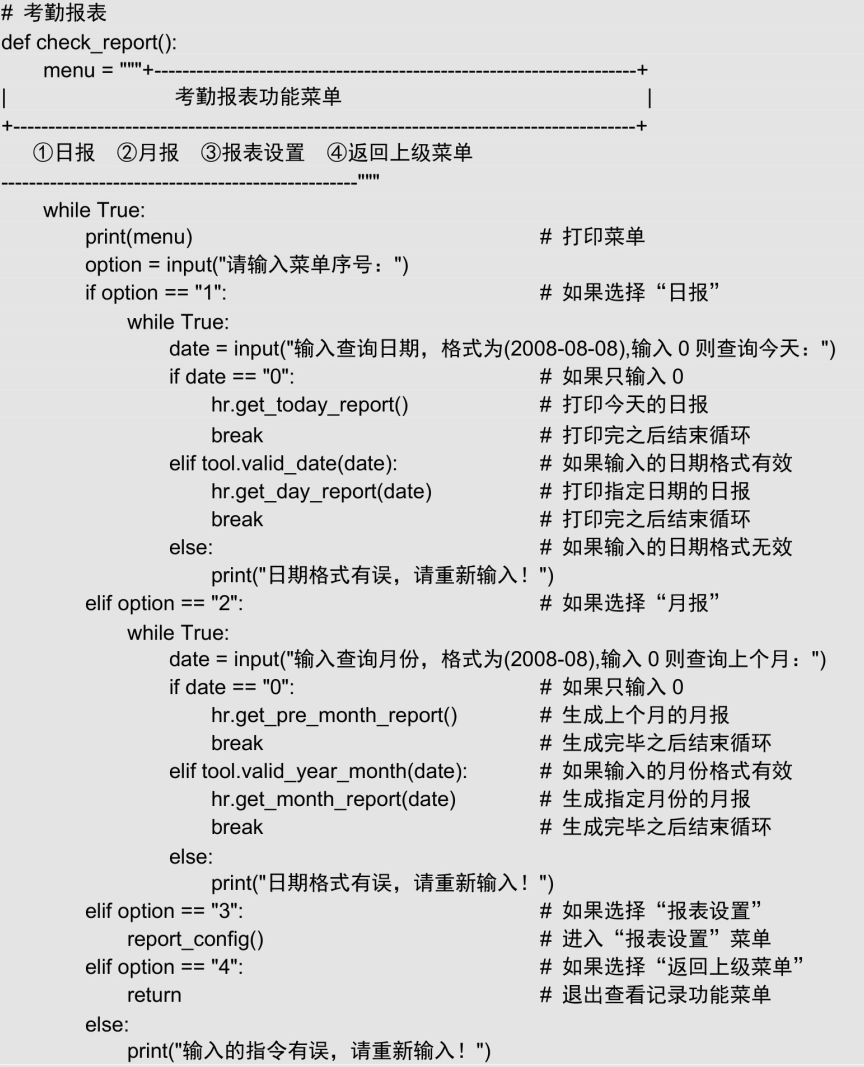 # 考勤报表
def check_report():
    menu = """+---------------------------------------------------------------------+
|                         考勤报表功能菜单                                            |
+-----------------------------------------------------------------------------------------+
    ①日报  ②月报  ③报表设置  ④返回上级菜单
---------------------------------------------------"""
    while True:
        print(menu)                                 # 打印菜单
        option = input("请输入菜单序号：")
        if option == "1":                           # 如果选择“日报”
            while True:
                date = input("输入查询日期，格式为(2008-08-08),输入 0 则查询今天：")
                if date == "0":                     # 如果只输入 0
                    hr.get_today_report()           # 打印今天的日报
                    break                           # 打印完之后结束循环
                elif tool.valid_date(date):         # 如果输入的日期格式有效
                    hr.get_day_report(date)         # 打印指定日期的日报
                    break                           # 打印完之后结束循环
                else:                               # 如果输入的日期格式无效
                    print("日期格式有误，请重新输入！")
        elif option == "2":                         # 如果选择“月报”
            while True:
                date = input("输入查询月份，格式为(2008-08),输入 0 则查询上个月：")
                if date == "0":                     # 如果只输入 0
                    hr.get_pre_month_report()       # 生成上个月的月报
                    break                           # 生成完毕之后结束循环
                elif tool.valid_year_month(date):   # 如果输入的月份格式有效
                    hr.get_month_report(date)       # 生成指定月份的月报
                    break                           # 生成完毕之后结束循环
                else:
                    print("日期格式有误，请重新输入！")
        elif option == "3":                         # 如果选择“报表设置”
            report_config()                         # 进入“报表设置”菜单
        elif option == "4":                         # 如果选择“返回上级菜单”
            return                                  # 退出查看记录功能菜单
        else:
            print("输入的指令有误，请重新输入！")